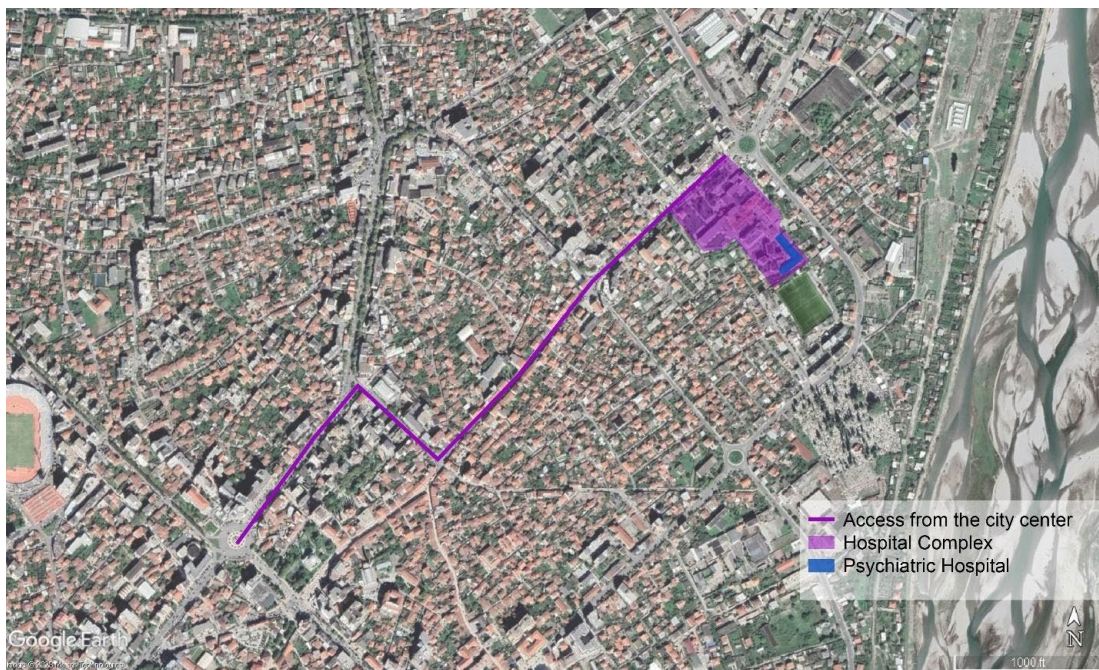 Access from the city center
Hospital Complex
Psychiatric Hospital
Google Earth
N
1000 ft